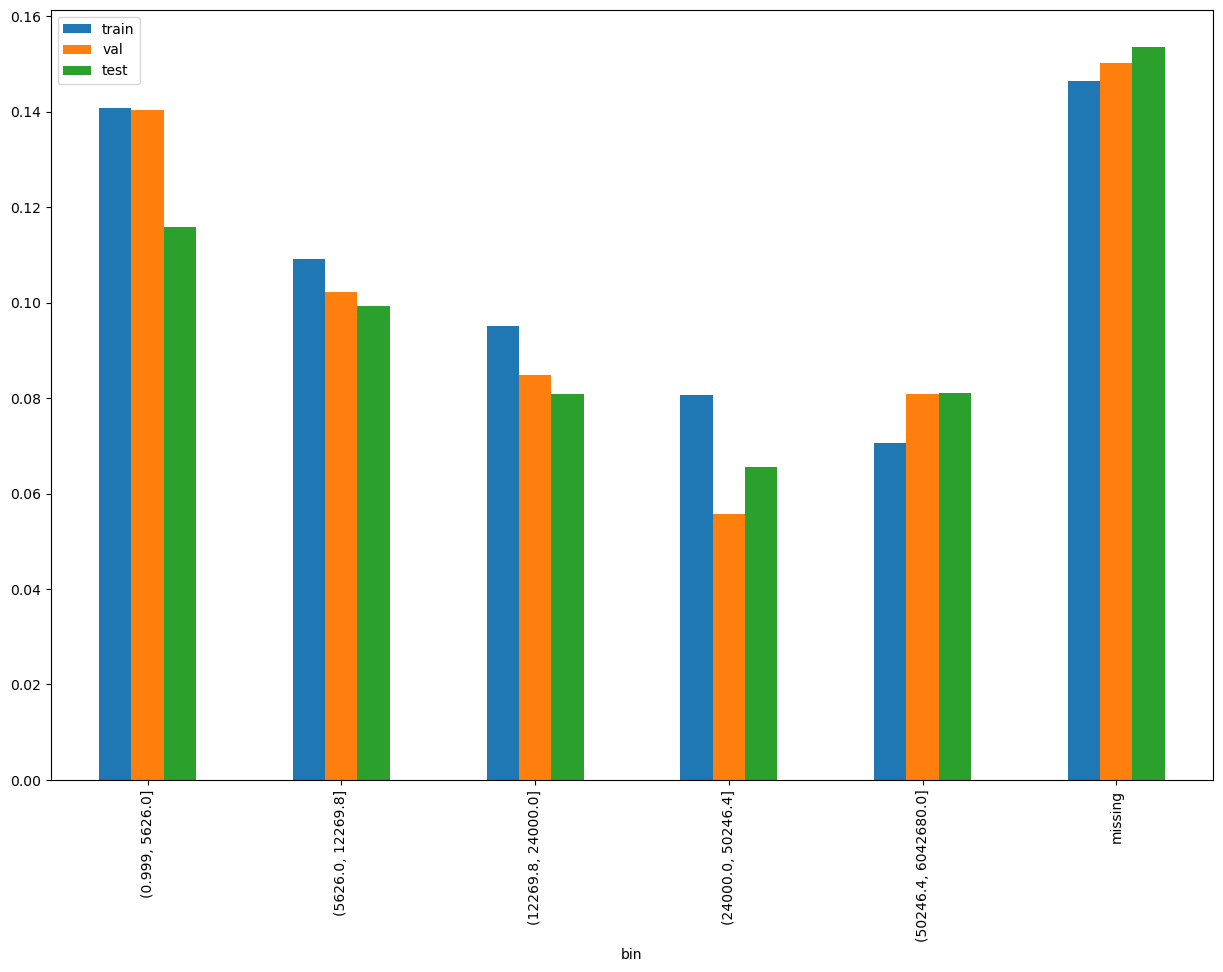 train
val
test
0.16
0.14
0.12
0.10
0.08
0.06
0.04
0.02
0.00
(0.999, 5626.0]
(5626.0, 12269.8]
(12269.8, 24000.0]
(24000.0, 50246.4]
(50246.4, 6042680.0]
missing
bin